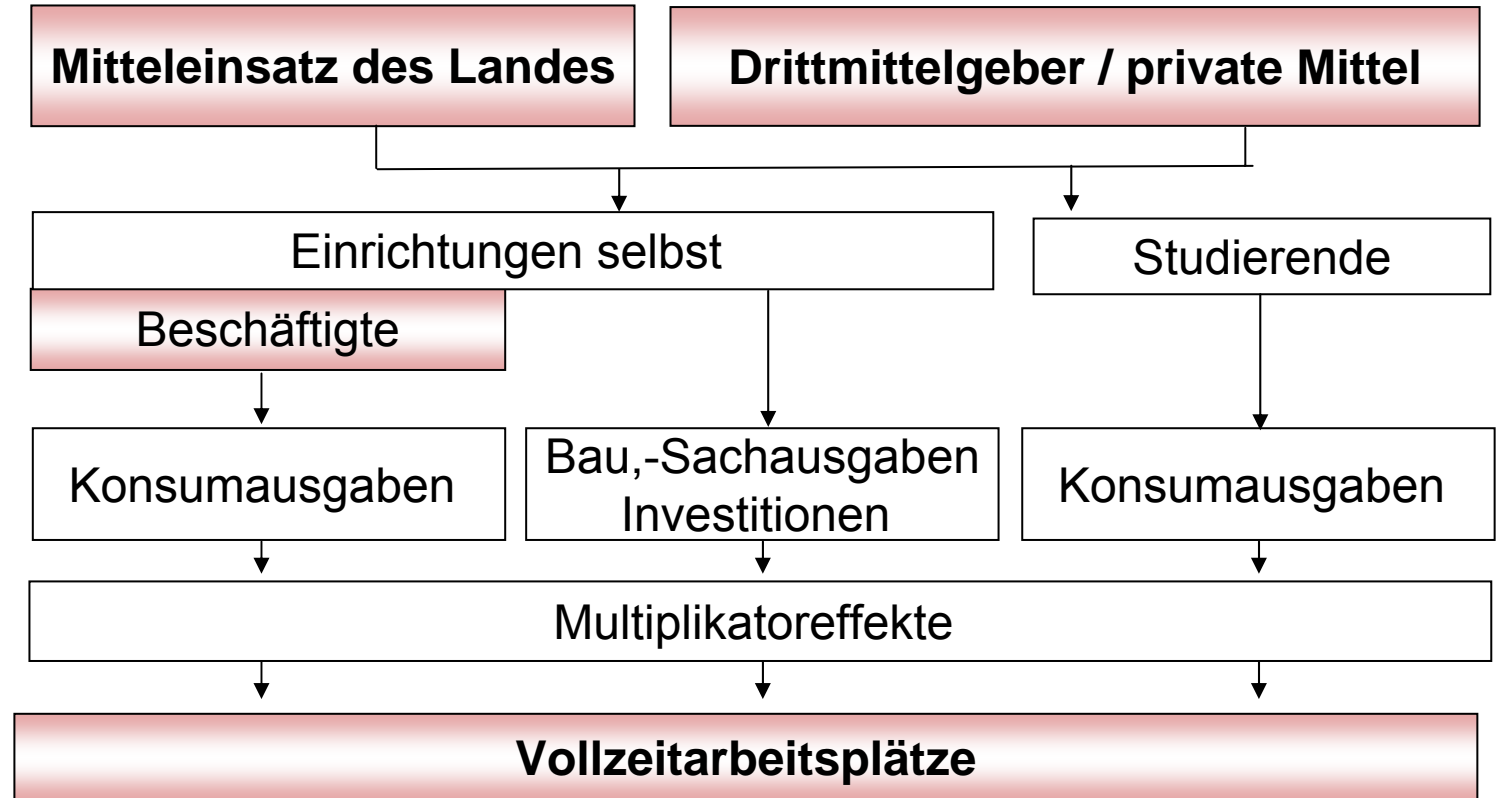 Mitteleinsatz des Landes
Drittmittelgeber / private Mittel
Einrichtungen selbst
Studierende
Beschäftigte
Konsumausgaben
Bau,-Sachausgaben
Investitionen
Konsumausgaben
Multiplikatoreffekte
Vollzeitarbeitsplätze